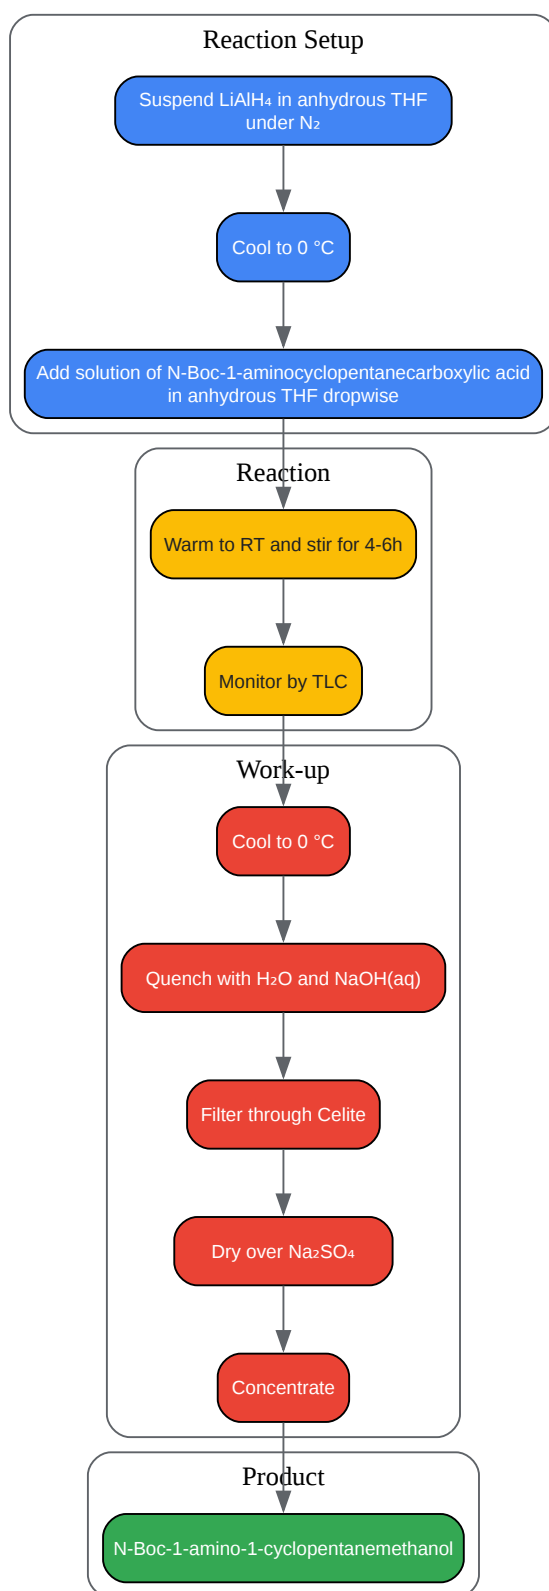 Reaction Setup
Suspend LiAlH₄ in anhydrous THF
under N₂
Cool to 0 °C
Add solution of N-Boc-1-aminocyclopentanecarboxylic acid
in anhydrous THF dropwise
Reaction
Warm to RT and stir for 4-6h
Monitor by TLC
Work-up
Cool to 0 °C
Quench with H₂O and NaOH(aq)
Filter through Celite
Dry over Na₂SO₄
Concentrate
Product
N-Boc-1-amino-1-cyclopentanemethanol